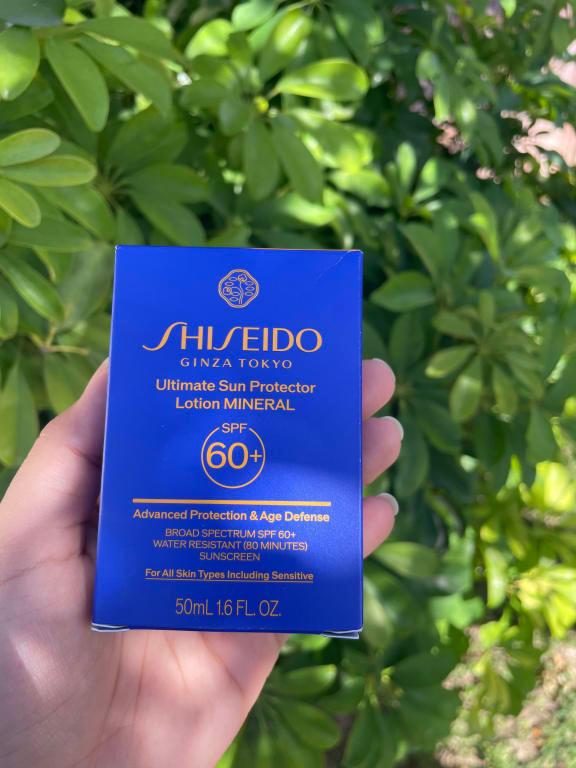 SHISEIDO
GINZA TOKYO
Ultimate Sun Protector
Lotion MINERAL
SPF
60+
Advanced Protection & Age Defense
BROAD SPECTRUM SPF 60+
WATER RESISTANT (80 MINUTES)
SUNSCREEN
For All Skin Types Including Sensitive
50mL 1.6 FL. OZ.